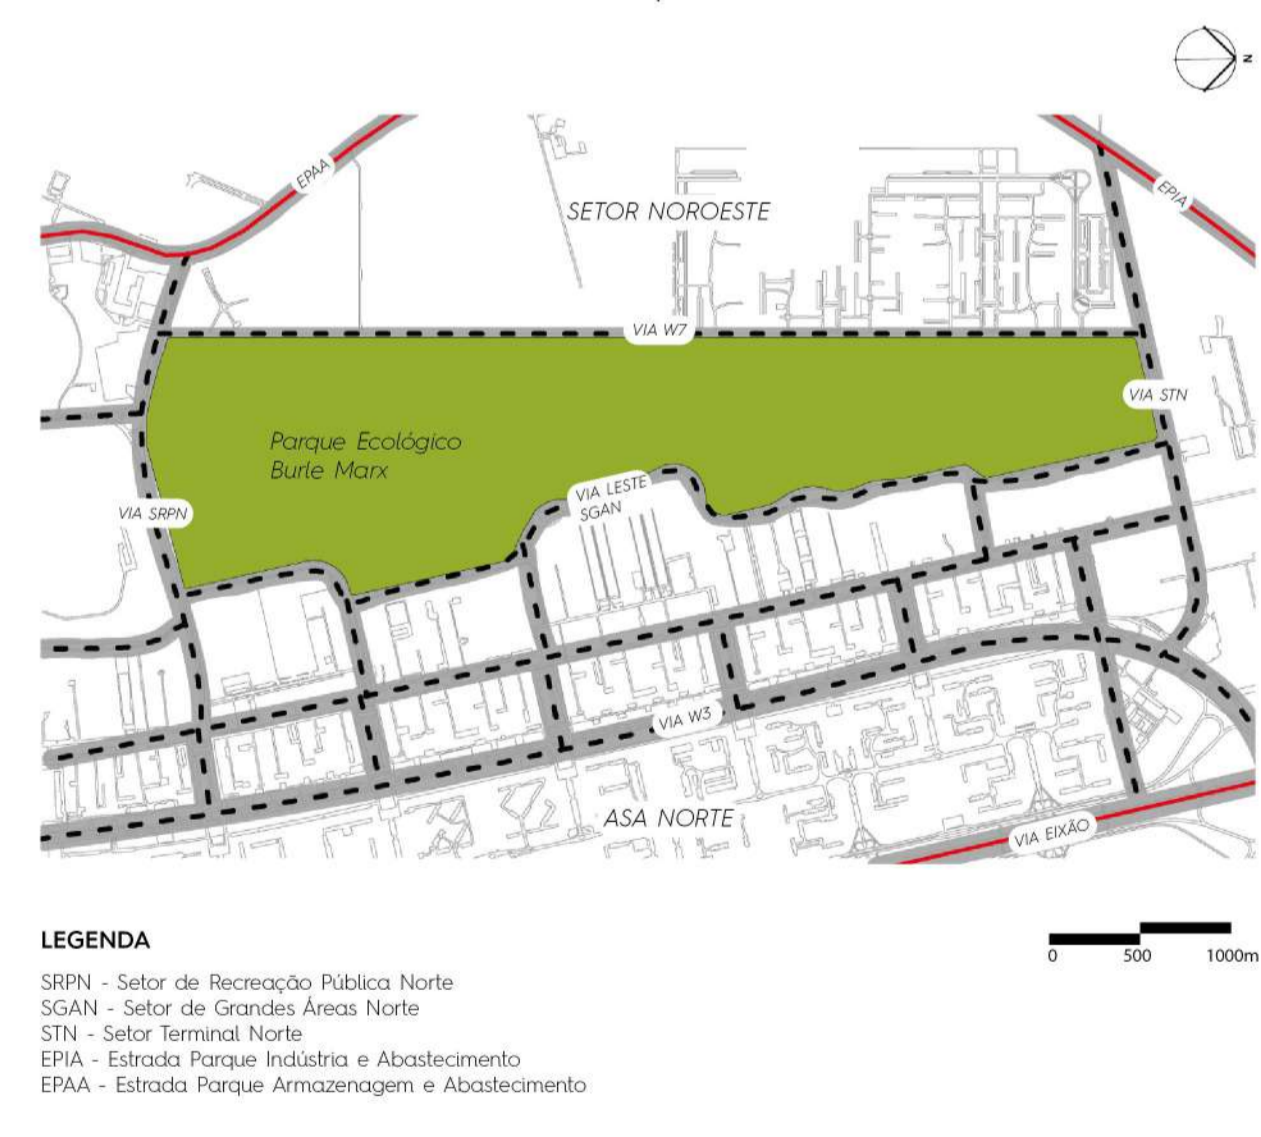 N
EPAA
EPIA
SETOR NOROESTE
VIA W7
VIA STN
Parque Ecológico
Burle Marx
VIA LESTE
SGAN
VIA SRPN
VIA W3
ASA NORTE
VIA EIXÃO
LEGENDA
SRPN - Setor de Recreação Pública Norte
SGAN - Setor de Grandes Áreas Norte
STN - Setor Terminal Norte
EPIA - Estrada Parque Indústria e Abastecimento
EPAA - Estrada Parque Armazenagem e Abastecimento
0 500 1000m